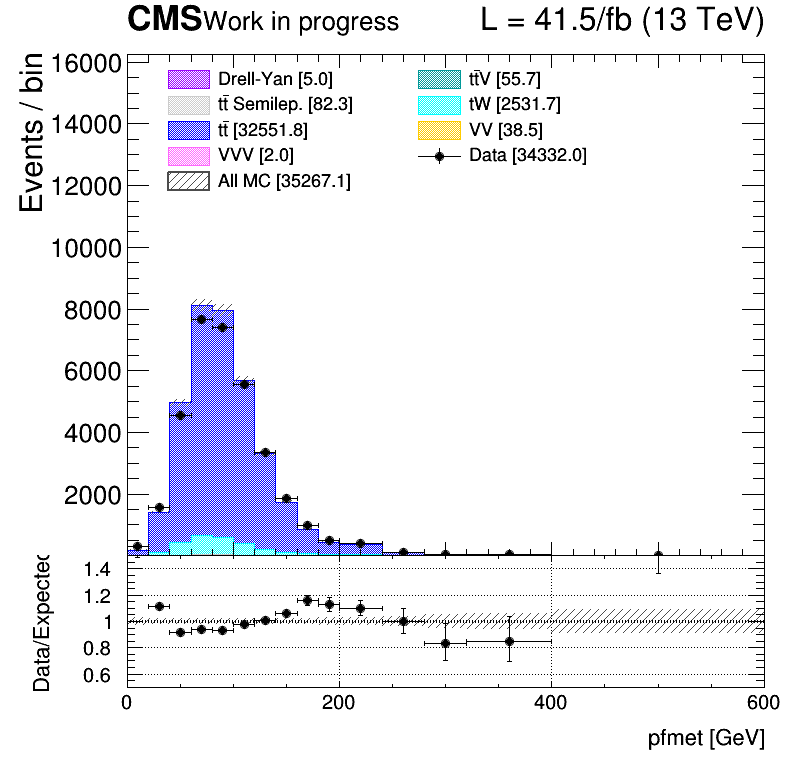 CMS Work in progress L = 41.5/fb (13 TeV)
Events / bin
16000
14000
12000
10000
8000
6000
4000
2000
Drell-Yan [5.0]
tt̄ Semilep. [82.3]
tt̄ [32551.8]
VVV [2.0]
All MC [35267.1]
tt̄V [55.7]
tW [2531.7]
VV [38.5]
Data [34332.0]
Data/Expected
1.4
1.2
1
0.8
0.6
0 200 400 600
pfmet [GeV]